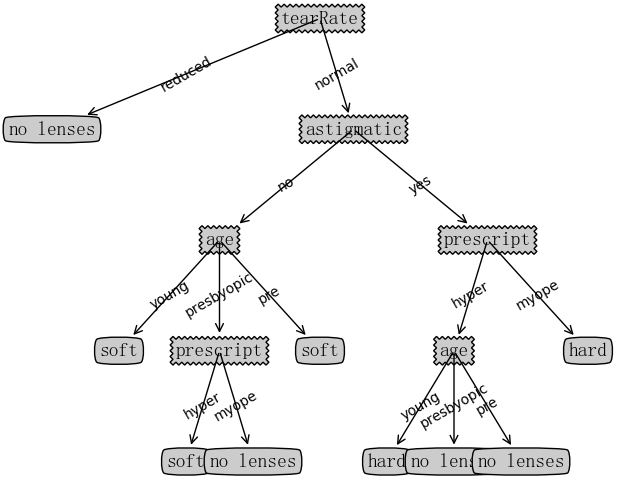 tearRate
reduced
normal
no lenses
astigmatic
no
yes
age
prescript
young
presbyopic
pre
hyper
myope
soft
prescript
soft
age
hard
hyper
myope
young
presbyopic
pre
soft
no lenses
hard
no lens
no lenses